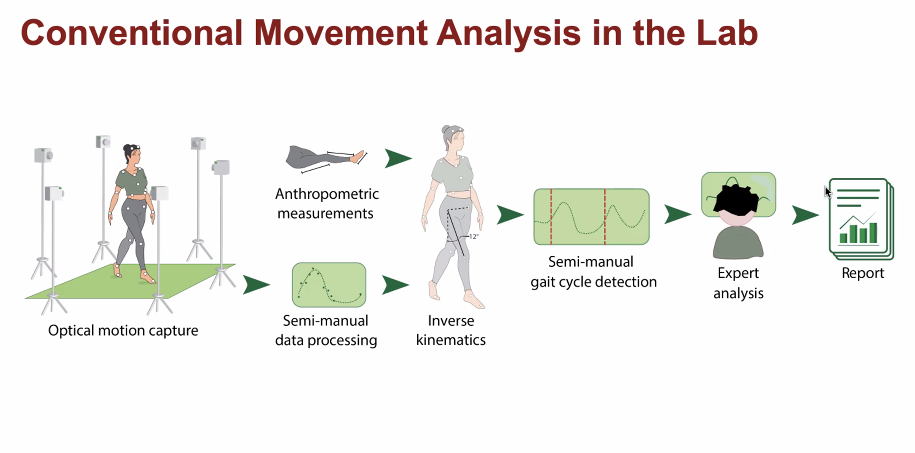 Conventional Movement Analysis in the Lab
Optical motion capture
Anthropometric
measurements
Semi-manual
data processing
12°
Inverse
kinematics
Semi-manual
gait cycle detection
Expert
analysis
Report